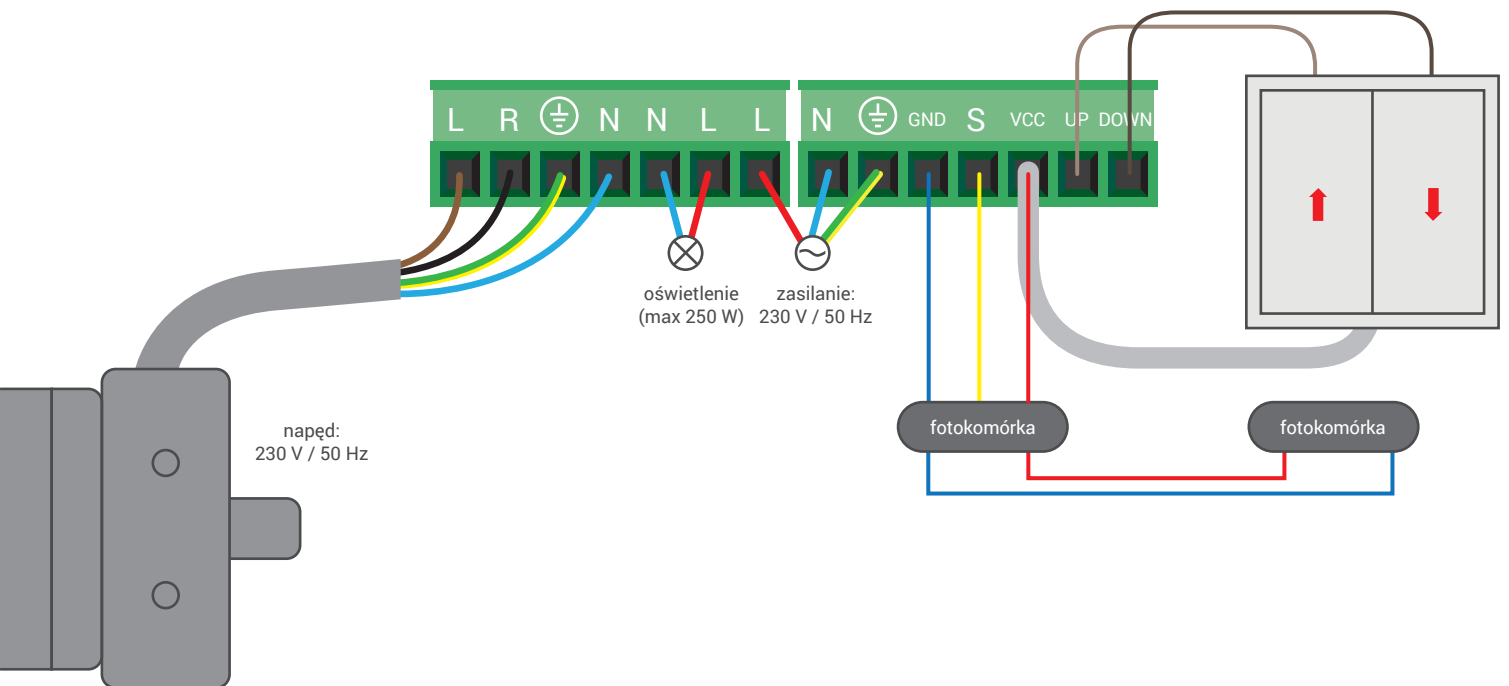 L R N N L L N GND S VCC UP DOWN
oświetlenie
(max 250 W)
zasilanie:
230 V / 50 Hz
napęd:
230 V / 50 Hz
fotokomórka
fotokomórka